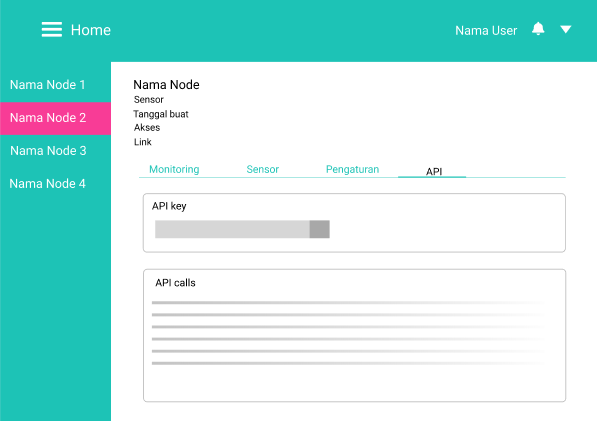 Home
Nama User
Nama Node 1
Nama Node 2
Nama Node 3
Nama Node 4
Nama Node
Sensor
Tanggal buat
Akses
Link
Monitoring
Sensor
Pengaturan
API
API key
API calls